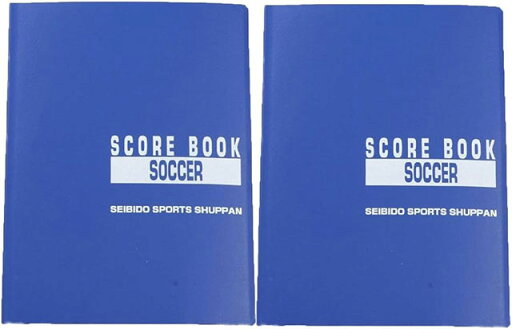 SCORE BOOK
SOCCER
SEIBIDO SPORTS SHUPPAN
SCORE BOOK
SOCCER
SEIBIDO SPORTS SHUPPAN